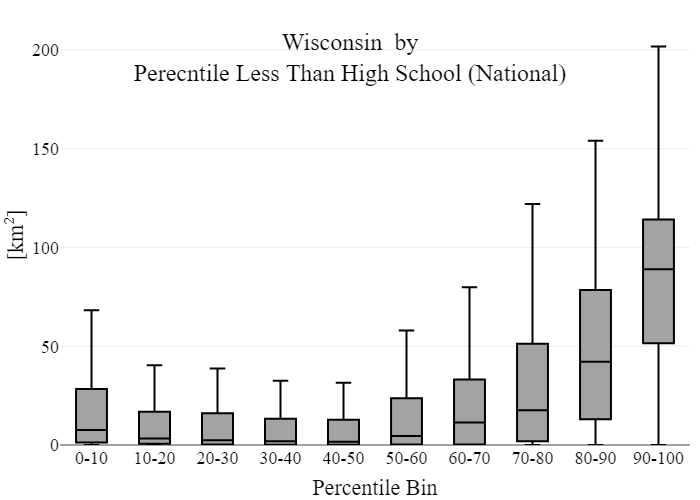 Wisconsin  by
Perecntile Less Than High School (National)
200
150
100
50
0
[km²]
0-10 10-20 20-30 30-40 40-50 50-60 60-70 70-80 80-90 90-100
Percentile Bin